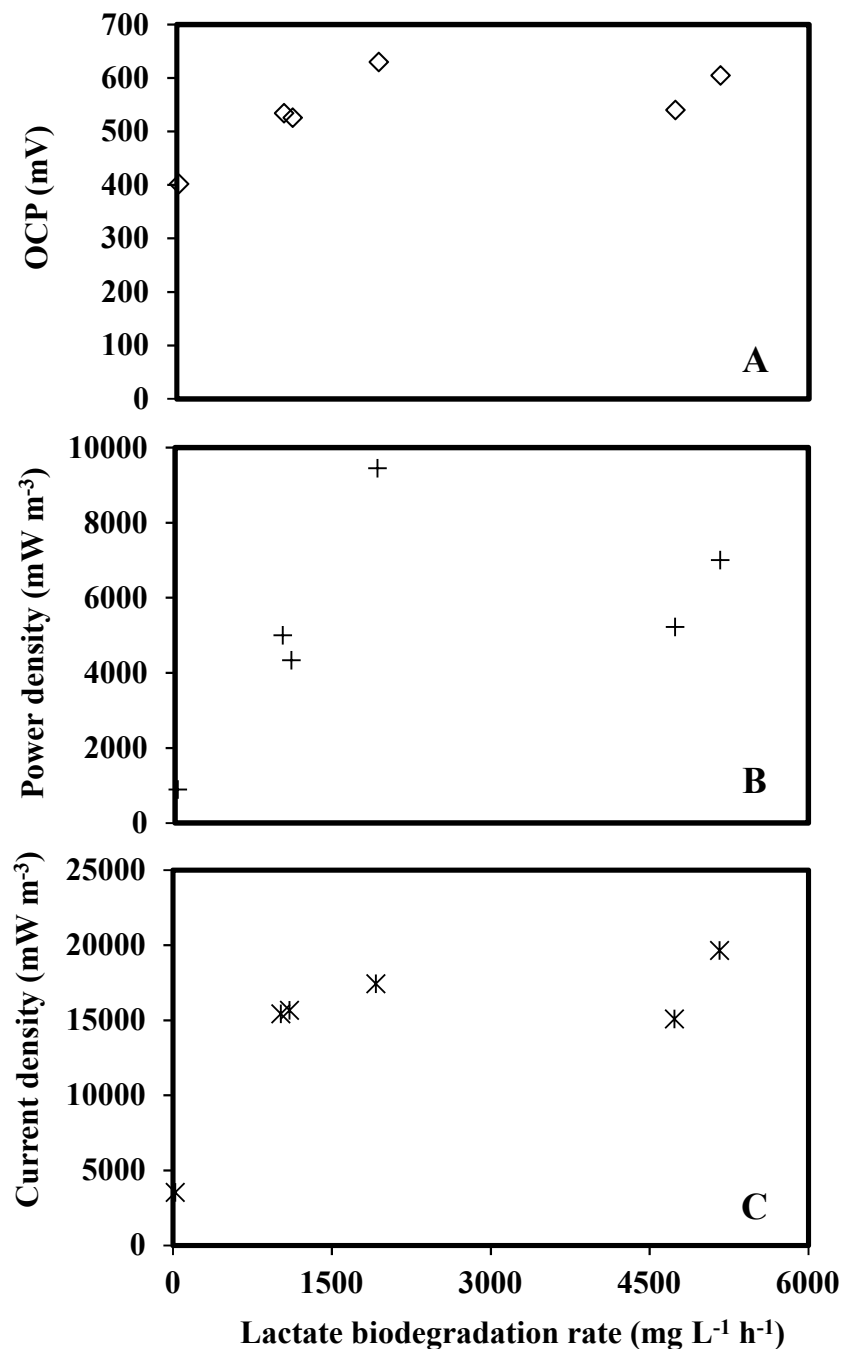 700
600
500
400
300
200
100
0
OCP (mV)
A
10000
8000
6000
4000
2000
0
Power density (mW m⁻³)
B
25000
20000
15000
10000
5000
0
Current density (mW m⁻³)
C
0 1500 3000 4500 6000
Lactate biodegradation rate (mg L⁻¹ h⁻¹)